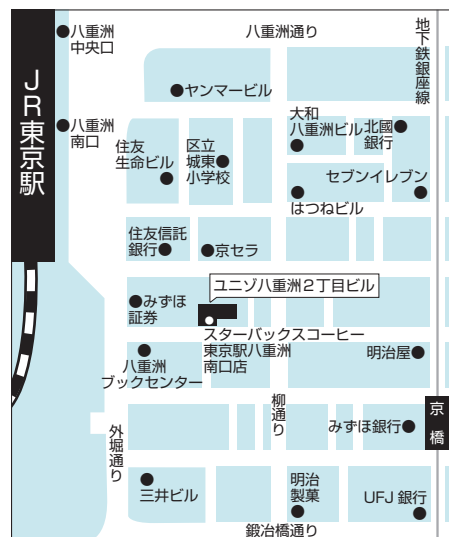 八重洲
中央口
八重洲通り
地下鉄銀座線
JR東京駅
ヤンマービル
八重洲
南口
住友
生命ビル
区立
城東
小学校
大和
八重洲ビル
北國
銀行
セブンイレブン
はつねビル
住友信託
銀行
京セラ
ユニゾ八重洲2丁目ビル
みずほ
証券
スターバックスコーヒー
東京駅八重洲
南口店
八重洲
ブックセンター
明治屋
柳通り
京橋
みずほ銀行
外堀通り
三井ビル
明治
製菓
UFJ 銀行
鍛冶橋通り